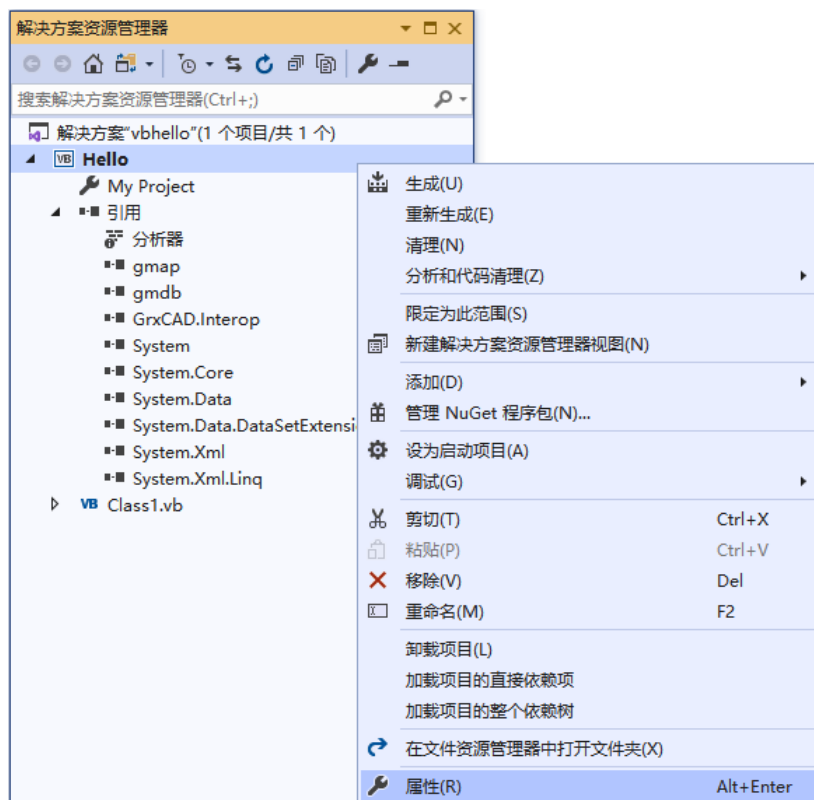 解决方案资源管理器
搜索解决方案资源管理器(Ctrl+;)
解决方案"vbhello"(1 个项目/共 1 个)
VB Hello
My Project
引用
分析器
gmap
gmdb
GrxCAD.Interop
System
System.Core
System.Data
System.Data.DataSetExtensi
System.Xml
System.Xml.Linq
VB Class1.vb
生成(U)
重新生成(E)
清理(N)
分析和代码清理(Z)
限定为此范围(S)
新建解决方案资源管理器视图(N)
添加(D)
管理 NuGet 程序包(N)...
设为启动项目(A)
调试(G)
剪切(T) Ctrl+X
粘贴(P) Ctrl+V
移除(V) Del
重命名(M) F2
卸载项目(L)
加载项目的直接依赖项
加载项目的整个依赖树
在文件资源管理器中打开文件夹(X)
属性(R) Alt+Enter